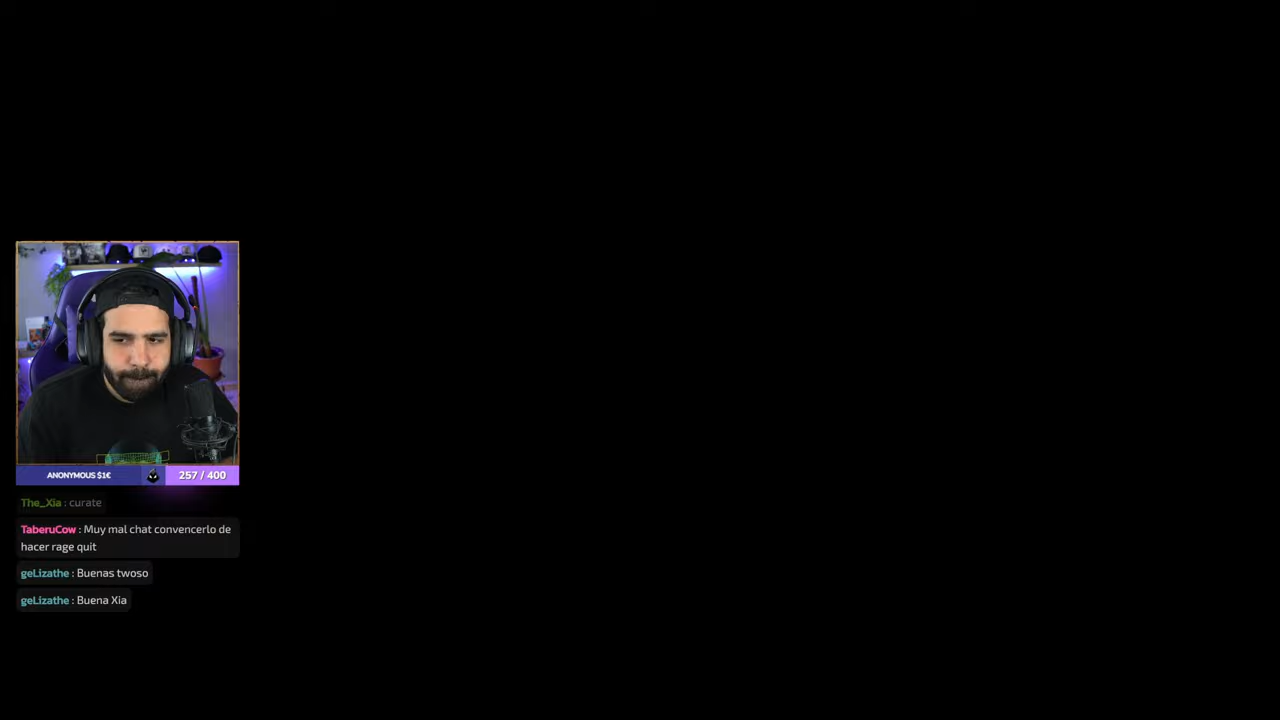 ANONYMOUS $1€
257 / 400
The_Xia : curate
TaberuCow : Muy mal chat convencerlo de
hacer rage quit
geLizathe : Buenas twoso
geLizathe : Buena Xia